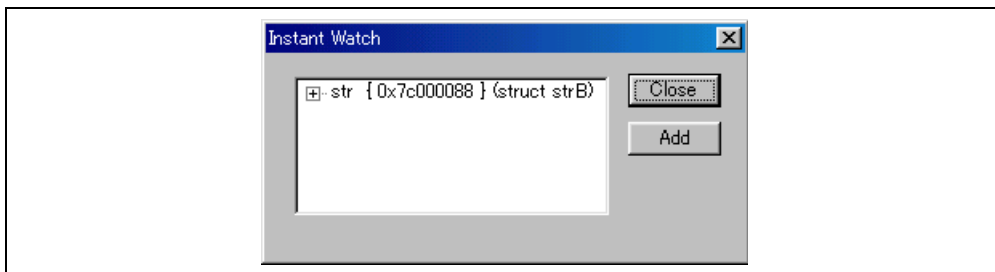 Instant Watch
str { 0x7c000088 } (struct strB)
Close
Add